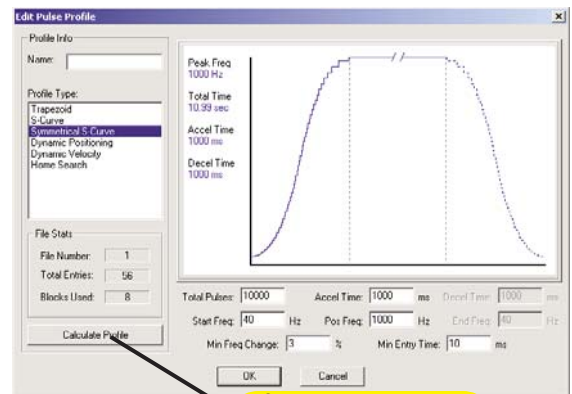 Edit Pulse Profile
Profile Info
Name:
Profile Type:
Trapezoid
S-Curve
Symmetrical S-Curve
Dynamic Positioning
Dynamic Velocity
Home Search
File Stats
File Number: 1
Total Entries: 56
Blocks Used: 8
Calculate Profile
Peak Freq
1000 Hz
Total Time
10.99 sec
Accel Time
1000 ms
Decel Time
1000 ms
Total Pulses: 10000 Accel Time: 1000 ms Decel Time: 1000 ms
Start Freq: 40 Hz Pos Freq: 1000 Hz End Freq: 40 Hz
Min Freq Change: 3 % Min Entry Time: 10 ms
OK Cancel